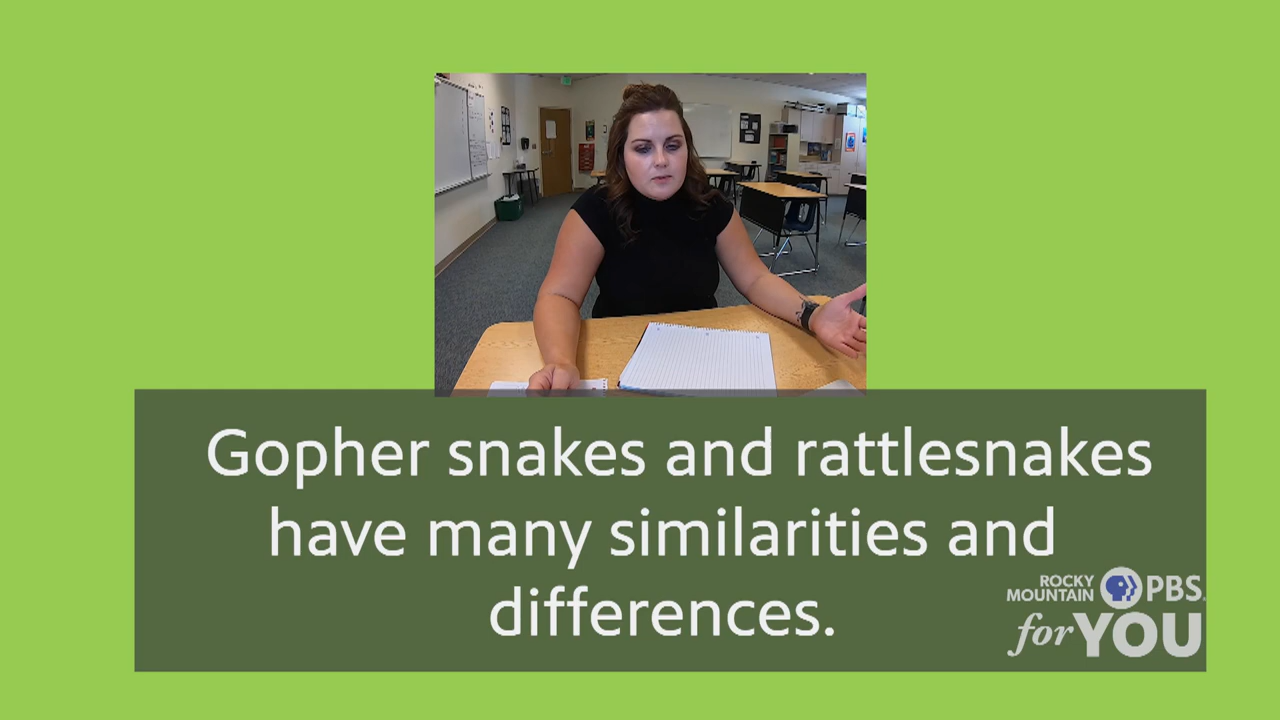 Gopher snakes and rattlesnakes
have many similarities and
differences.
ROCKY
MOUNTAIN PBS.
for YOU